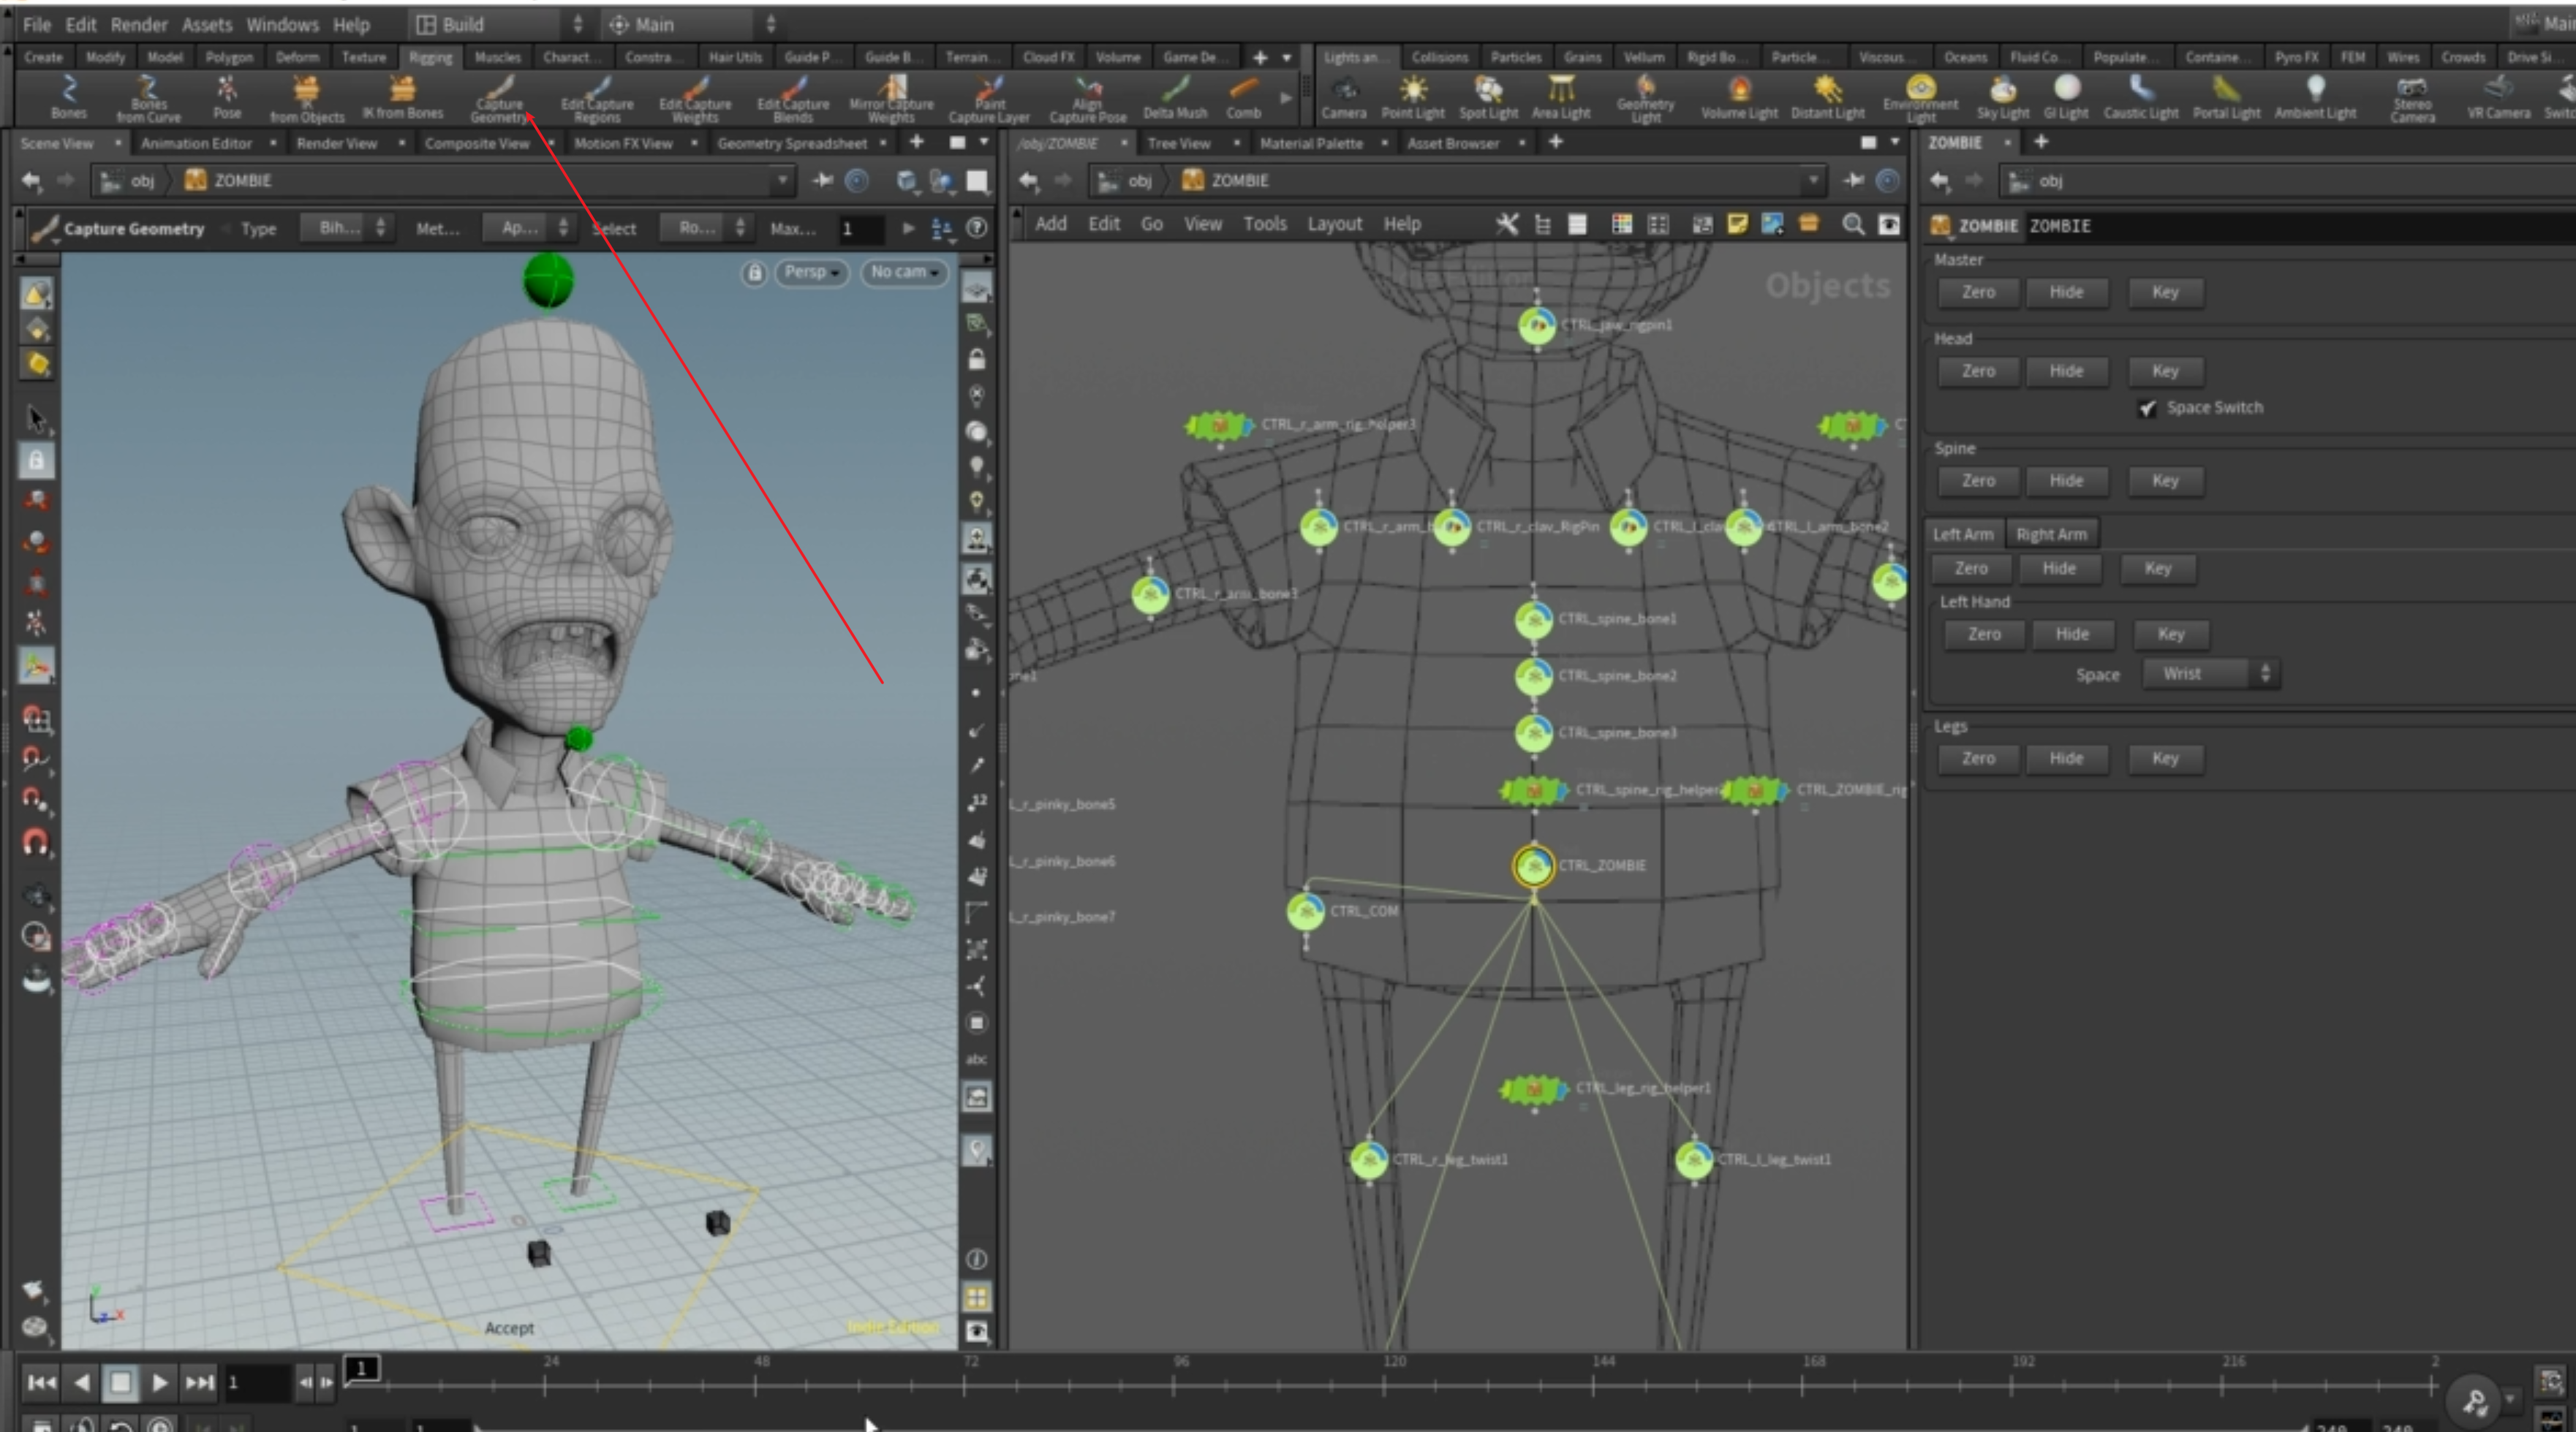 File Edit Render Assets Windows Help Build Main
Create Modify Model Polygon Deform Texture Rigging Muscles Charact... Constra... Hair Utils Guide P... Guide B... Terrain... Cloud FX Volume Game De...
Lights an... Collisions Particles Grains Vellum Rigid Bo... Particle... Viscous... Oceans Fluid Co... Populate... Containe... Pyro FX FEM Wires Crowds Drive Si...
Bones
Bones from Curve
Pose
IK from Objects
IK from Bones
Capture Geometry
Edit Capture Regions
Edit Capture Weights
Edit Capture Blends
Mirror Capture Weights
Paint Capture Layer
Align Capture Pose
Delta Mush
Comb
Camera
Point Light
Spot Light
Area Light
Geometry Light
Volume Light
Distant Light
Environment Light
Sky Light
GI Light
Caustic Light
Portal Light
Ambient Light
Stereo Camera
VR Camera
Scene View Animation Editor Render View Composite View Motion FX View Geometry Spreadsheet
obj ZOMBIE
Capture Geometry Type Bih... Met... Ap... Select Ro... Max... 1
Persp No cam
12
12
abc
Accept
Indie Edition
/obj/ZOMBIE Tree View Material Palette Asset Browser
obj ZOMBIE
Add Edit Go View Tools Layout Help
Objects
CTRL_jaw_rigpin1
CTRL_r_arm_rig_helper3
CTRL_r_clav_RigPin
CTRL_l_arm_bone2
CTRL_r_arm_bone3
CTRL_spine_bone1
CTRL_spine_bone2
CTRL_spine_bone3
L_r_pinky_bone5
CTRL_spine_rig_helper
CTRL_ZOMBIE_rig
L_r_pinky_bone6
CTRL_ZOMBIE
L_r_pinky_bone7
CTRL_COM
CTRL_leg_rig_helper1
CTRL_r_leg_twist1
CTRL_l_leg_twist1
ZOMBIE
obj
ZOMBIE ZOMBIE
Master
Zero Hide Key
Head
Zero Hide Key
Space Switch
Spine
Zero Hide Key
Left Arm Right Arm
Zero Hide Key
Left Hand
Zero Hide Key
Space Wrist
Legs
Zero Hide Key
1 1 24 48 72 96 120 144 168 192 216 2